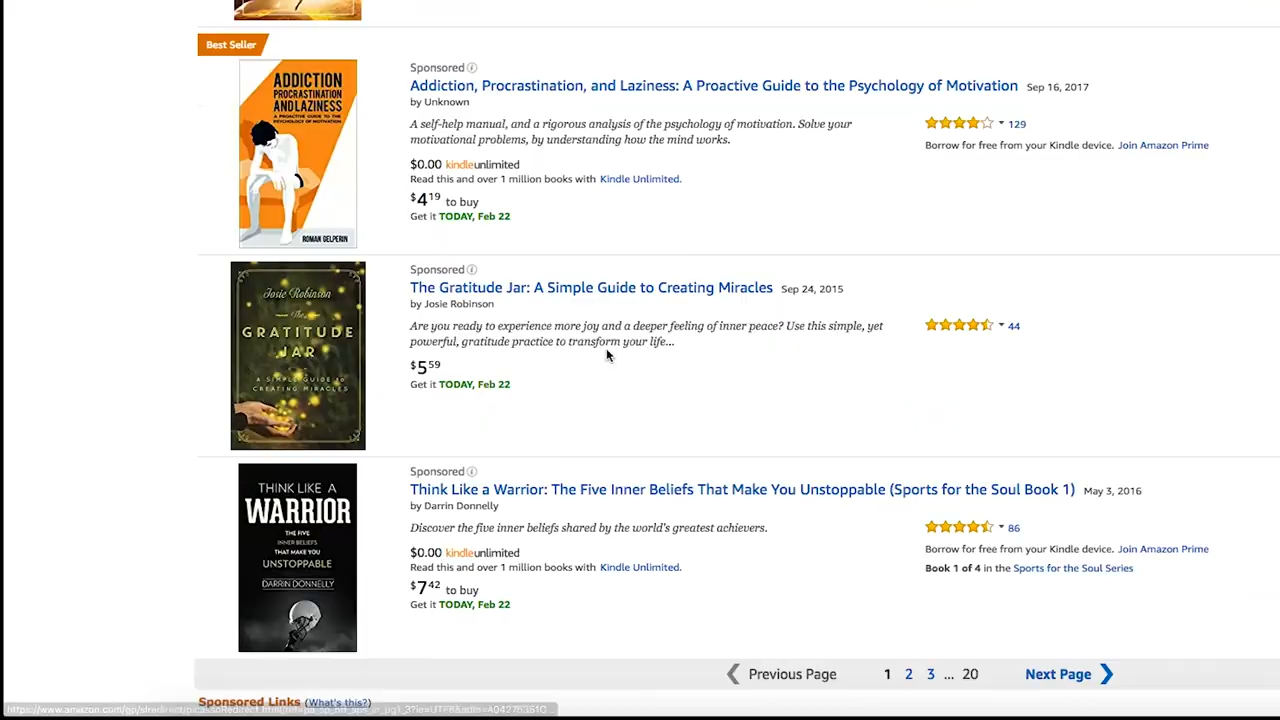 Best Seller
ADDICTION
PROCRASTINATION
AND LAZINESS
A PROACTIVE GUIDE TO THE
PSYCHOLOGY OF MOTIVATION
ROMAN GELPERIN
Sponsored
Addiction, Procrastination, and Laziness: A Proactive Guide to the Psychology of Motivation Sep 16, 2017
by Unknown
A self-help manual, and a rigorous analysis of the psychology of motivation. Solve your
motivational problems, by understanding how the mind works.
$0.00 kindleunlimited
Read this and over 1 million books with Kindle Unlimited.
$4 19 to buy
Get it TODAY, Feb 22
129
Borrow for free from your Kindle device. Join Amazon Prime
Josie Robinson
The
GRATITUDE
JAR
A SIMPLE GUIDE to
CREATING MIRACLES
Sponsored
The Gratitude Jar: A Simple Guide to Creating Miracles Sep 24, 2015
by Josie Robinson
Are you ready to experience more joy and a deeper feeling of inner peace? Use this simple, yet
powerful, gratitude practice to transform your life...
$5 59
Get it TODAY, Feb 22
44
THINK LIKE A
WARRIOR
THE FIVE
INNER BELIEFS
THAT MAKE YOU
UNSTOPPABLE
DARRIN DONNELLY
Sponsored
Think Like a Warrior: The Five Inner Beliefs That Make You Unstoppable (Sports for the Soul Book 1) May 3, 2016
by Darrin Donnelly
Discover the five inner beliefs shared by the world's greatest achievers.
$0.00 kindleunlimited
Read this and over 1 million books with Kindle Unlimited.
$7 42 to buy
Get it TODAY, Feb 22
86
Borrow for free from your Kindle device. Join Amazon Prime
Book 1 of 4 in the Sports for the Soul Series
Previous Page 1 2 3 ... 20 Next Page
Sponsored Links (What's this?)